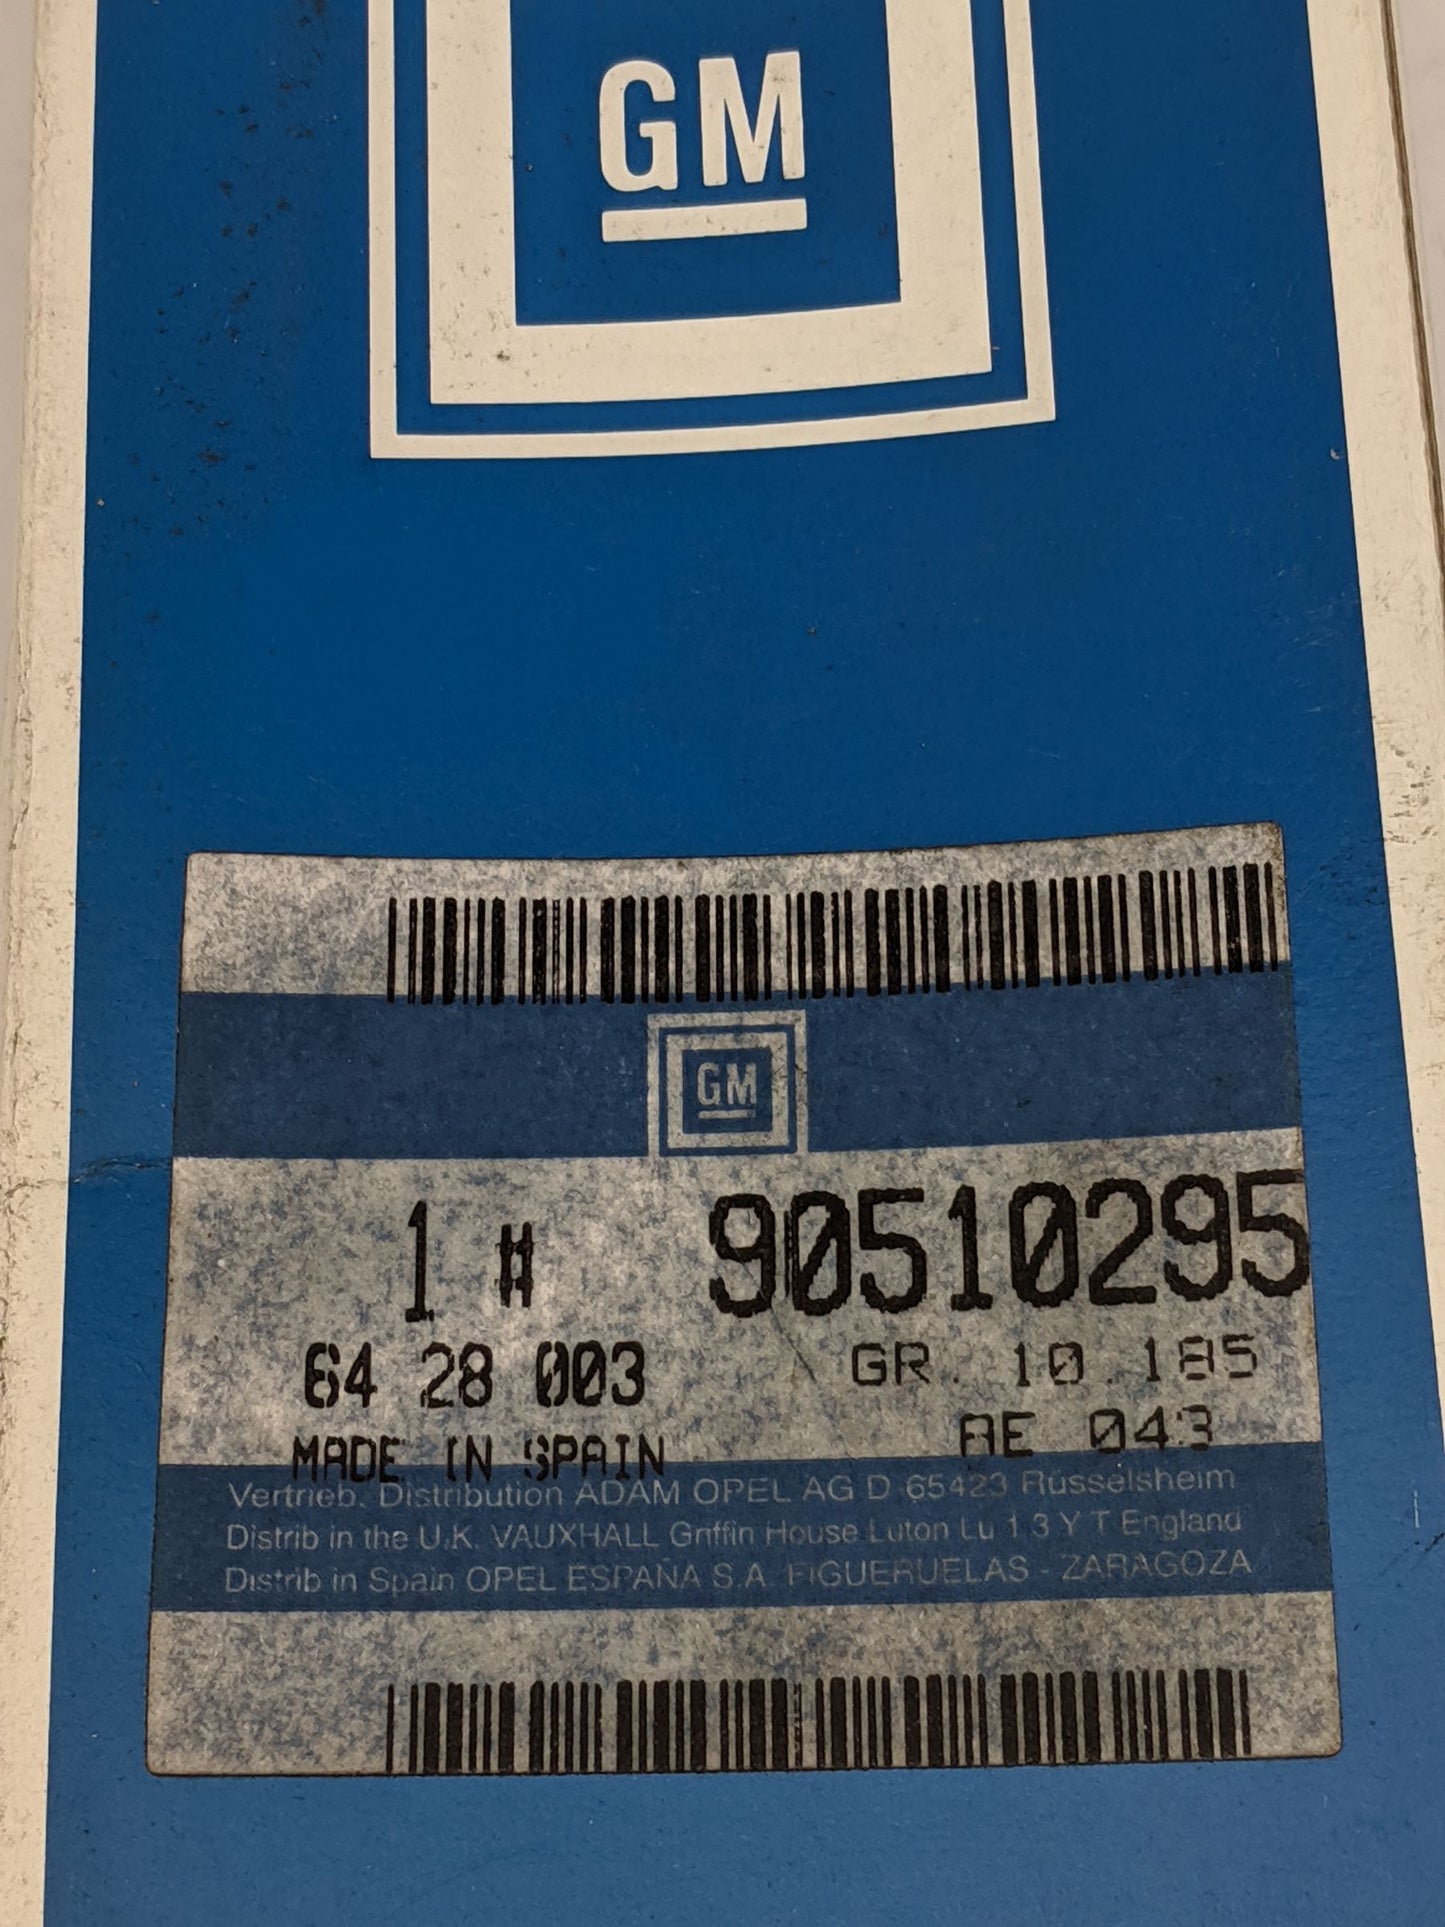 GM
GM
1 # 90510295
64 28 003 GR. 10.185
MADE IN SPAIN AE 043
Vertrieb. Distribution ADAM OPEL AG D 65423 Rüsselsheim
Distrib in the U.K. VAUXHALL Griffin House Luton Lu 1 3 Y T England
Distrib in Spain OPEL ESPAÑA S.A. FIGUERUELAS - ZARAGOZA